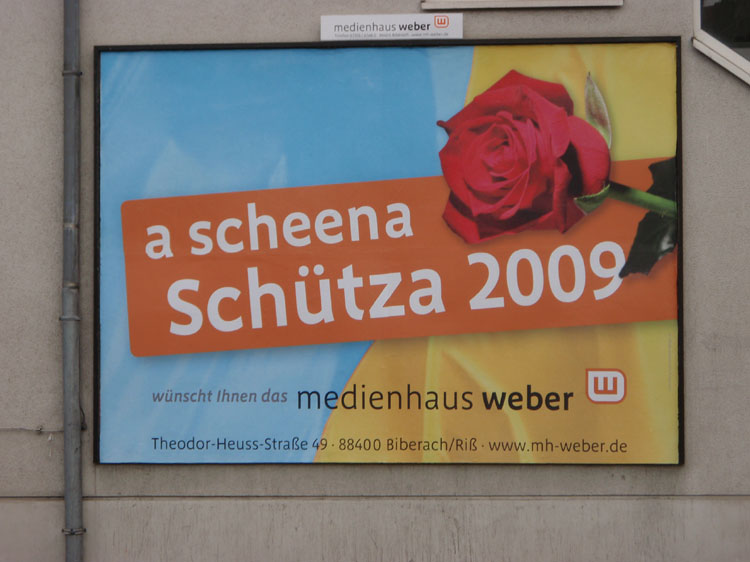 medienhaus weber
a scheena
Schütza 2009
wünscht Ihnen das medienhaus weber
Theodor-Heuss-Straße 49 · 88400 Biberach/Riß · www.mh-weber.de